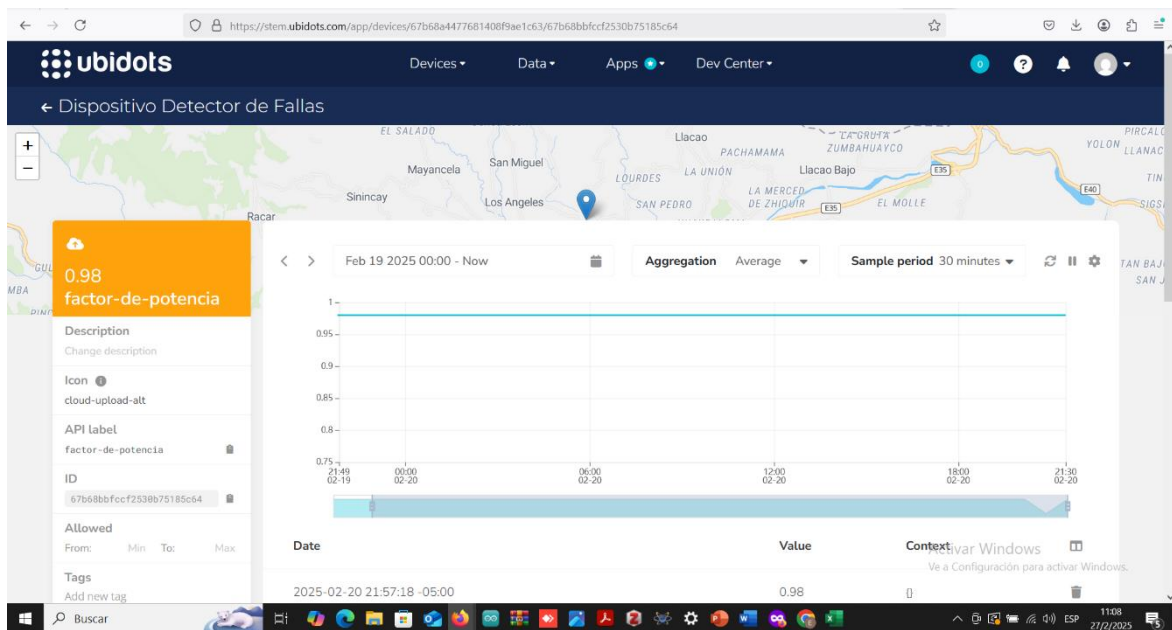 https://stem.ubidots.com/app/devices/67b68a4477681408f9ae1c63/67b68bbfccf2530b75185c64
ubidots
Devices
Data
Apps
Dev Center
0
?
← Dispositivo Detector de Fallas
+
−
EL SALADO
Llacao
PACHAMAMA
LA GRUTA
ZUMBAHUAYCO
YOLON
Mayancela
San Miguel
LOURDES
LA UNIÓN
Llacao Bajo
E35
E40
Sinincay
Los Angeles
SAN PEDRO
LA MERCED
DE ZHIQUIR
E35
EL MOLLE
Racar
0.98
factor-de-potencia
Description
Change description
Icon
cloud-upload-alt
API label
factor-de-potencia
ID
67b68bbfccf2530b75185c64
Allowed
From: Min To: Max
Tags
Add new tag
Feb 19 2025 00:00 - Now
Aggregation Average
Sample period 30 minutes
1
0.95
0.9
0.85
0.8
0.75
21:49
02-19
00:00
02-20
06:00
02-20
12:00
02-20
18:00
02-20
21:30
02-20
Date Value Context
2025-02-20 21:57:18 -05:00 0.98 {}
Activar Windows
Ve a Configuración para activar Windows.
Buscar
ESP
11:08
27/2/2025